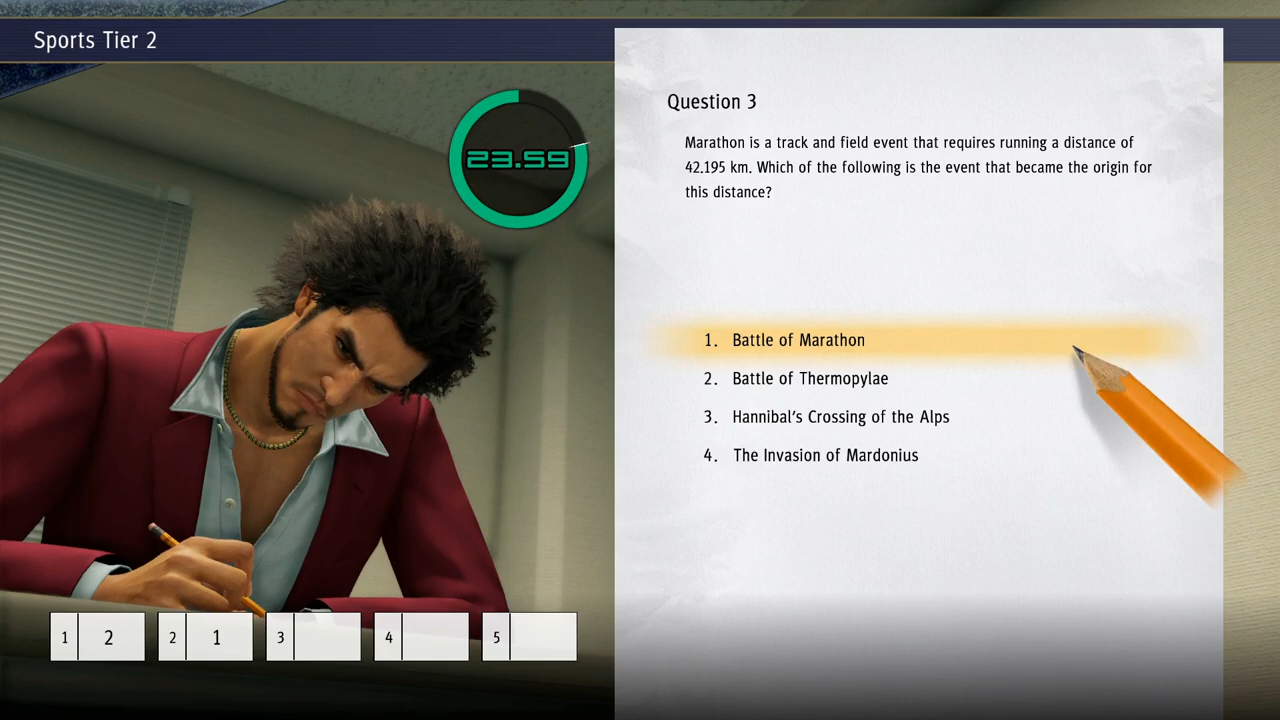 Sports Tier 2
23.59
Question 3
Marathon is a track and field event that requires running a distance of
42.195 km. Which of the following is the event that became the origin for
this distance?
1. Battle of Marathon
2. Battle of Thermopylae
3. Hannibal's Crossing of the Alps
4. The Invasion of Mardonius
1 2 2 1 3 4 5